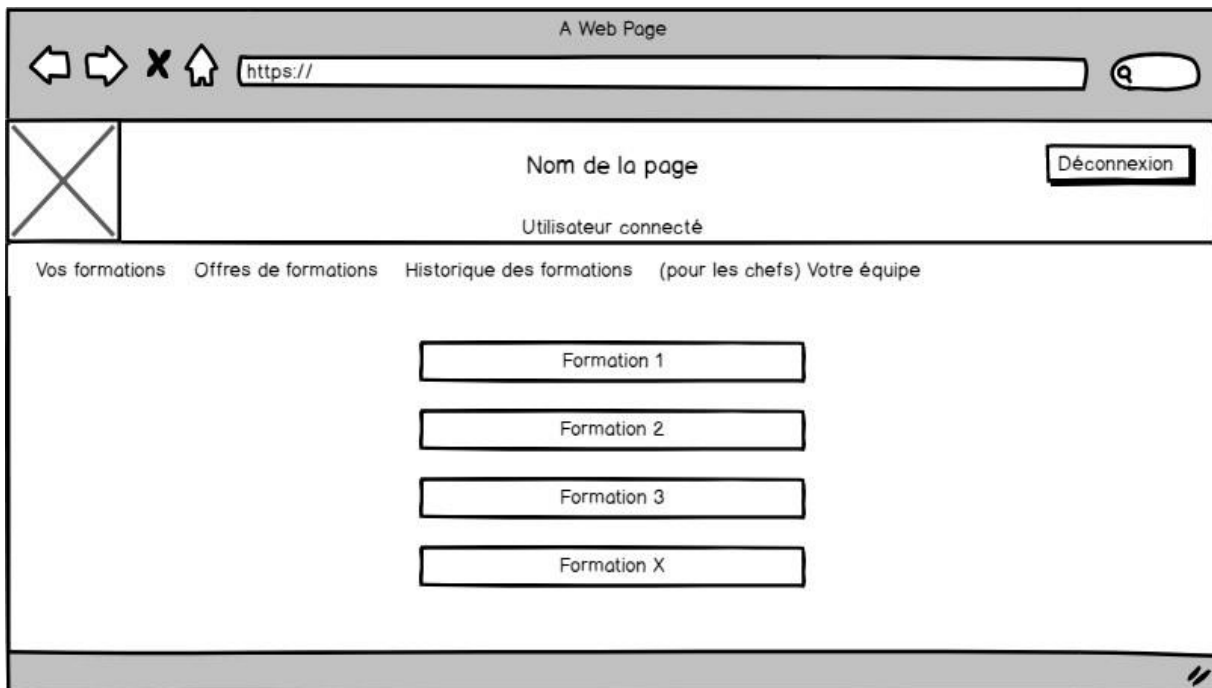 A Web Page
https://
Nom de la page
Déconnexion
Utilisateur connecté
Vos formations Offres de formations Historique des formations (pour les chefs) Votre équipe
Formation 1
Formation 2
Formation 3
Formation X